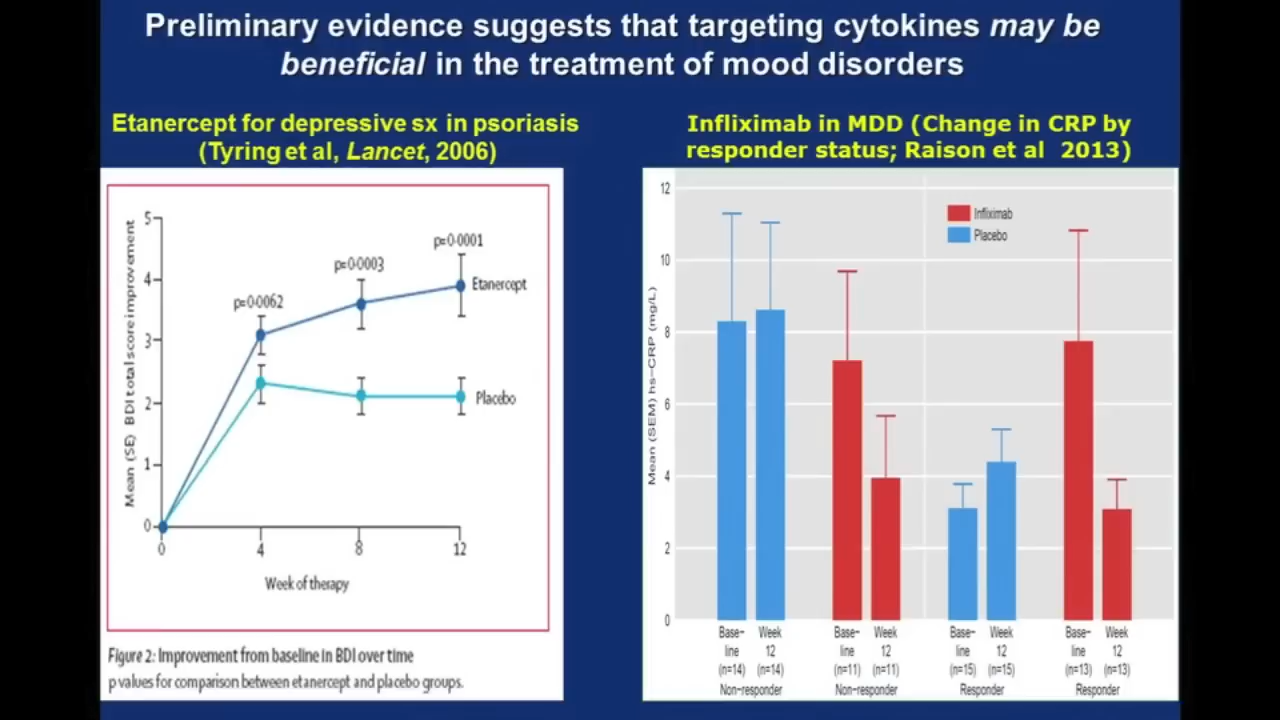 Preliminary evidence suggests that targeting cytokines may be
beneficial in the treatment of mood disorders
Etanercept for depressive sx in psoriasis
(Tyring et al, Lancet, 2006)
Mean (SE) BDI total score improvement
5
4
3
2
1
0
p=0·0062
p=0·0003
p=0·0001
Etanercept
Placebo
0 4 8 12
Week of therapy
Figure 2: Improvement from baseline in BDI over time
p values for comparison between etanercept and placebo groups.
Infliximab in MDD (Change in CRP by
responder status; Raison et al 2013)
Mean (SEM) hs-CRP (mg/L)
12
10
8
6
4
2
0
Infliximab
Placebo
Base- Week Base- Week Base- Week Base- Week
line 12 line 12 line 12 line 12
(n=14) (n=14) (n=11) (n=11) (n=15) (n=15) (n=13) (n=13)
Non-responder Non-responder Responder Responder